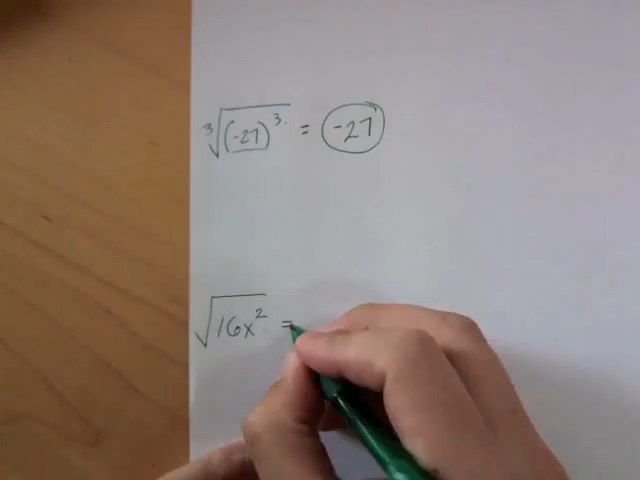 ∛(-27)³ = -27
√16x² =